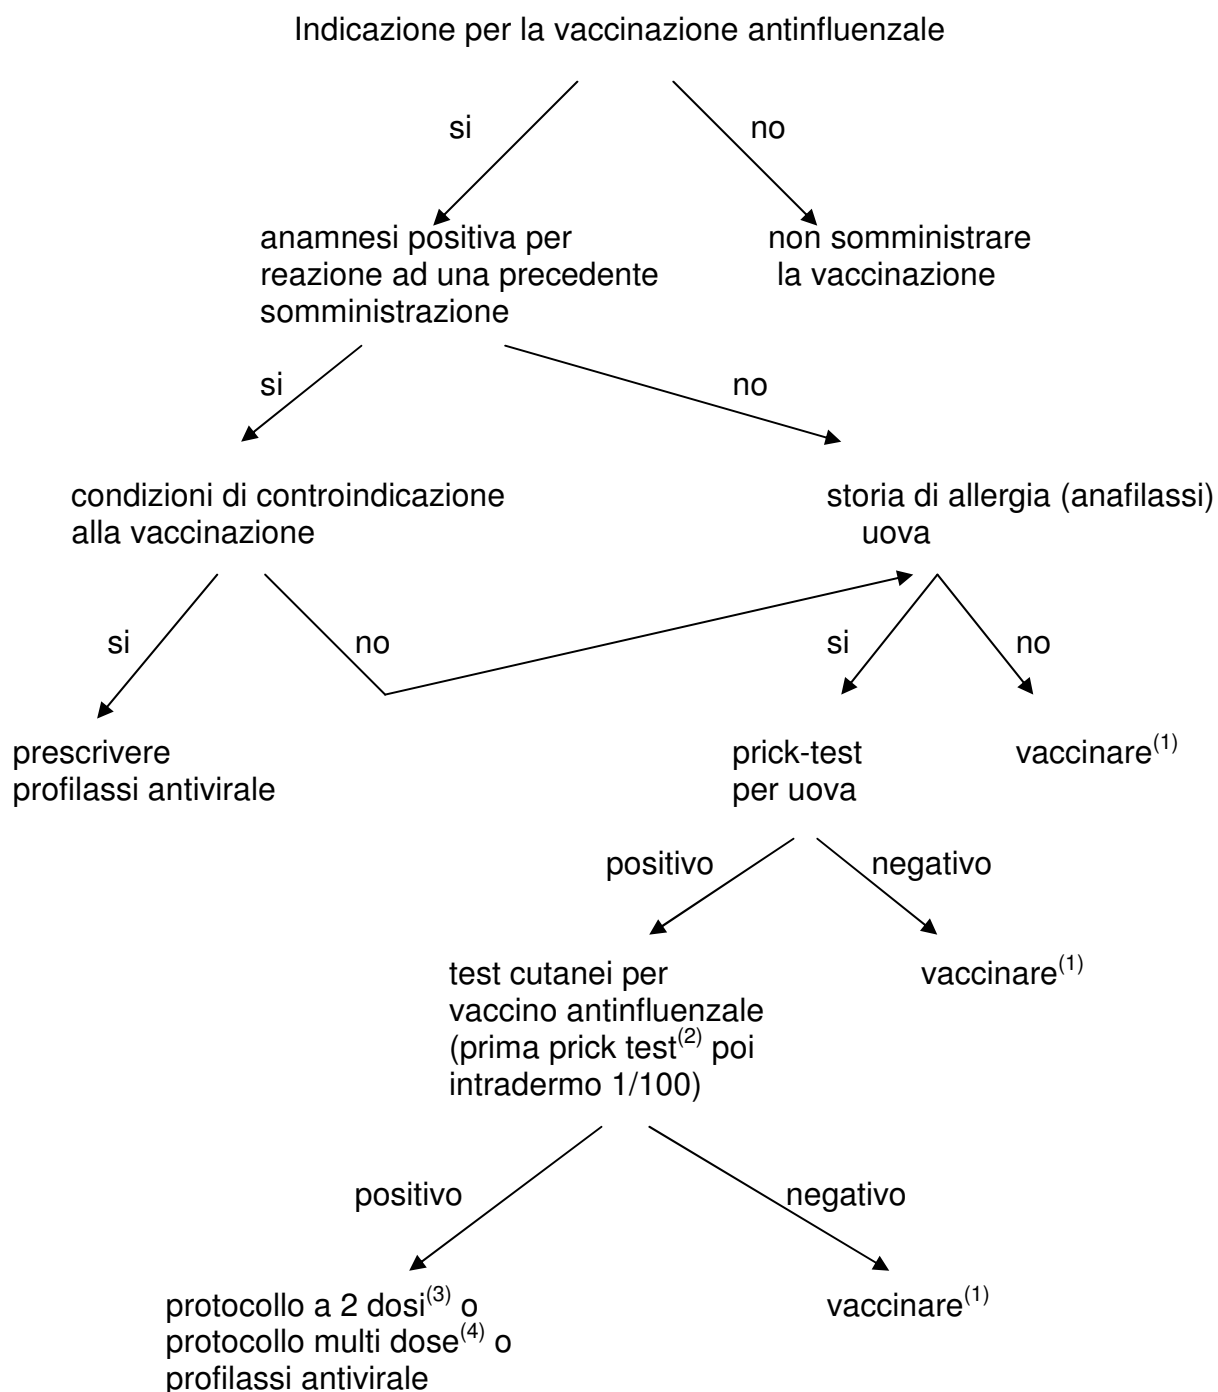 Indicazione per la vaccinazione antinfluenzale
si
no
anamnesi positiva per
reazione ad una precedente
somministrazione
non somministrare
la vaccinazione
si
no
condizioni di controindicazione
alla vaccinazione
storia di allergia (anafilassi)
uova
si
no
si
no
prescrivere
profilassi antivirale
prick-test
per uova
vaccinare(1)
positivo
negativo
test cutanei per
vaccino antinfluenzale
(prima prick test(2) poi
intradermo 1/100)
vaccinare(1)
positivo
negativo
protocollo a 2 dosi(3) o
protocollo multi dose(4) o
profilassi antivirale
vaccinare(1)